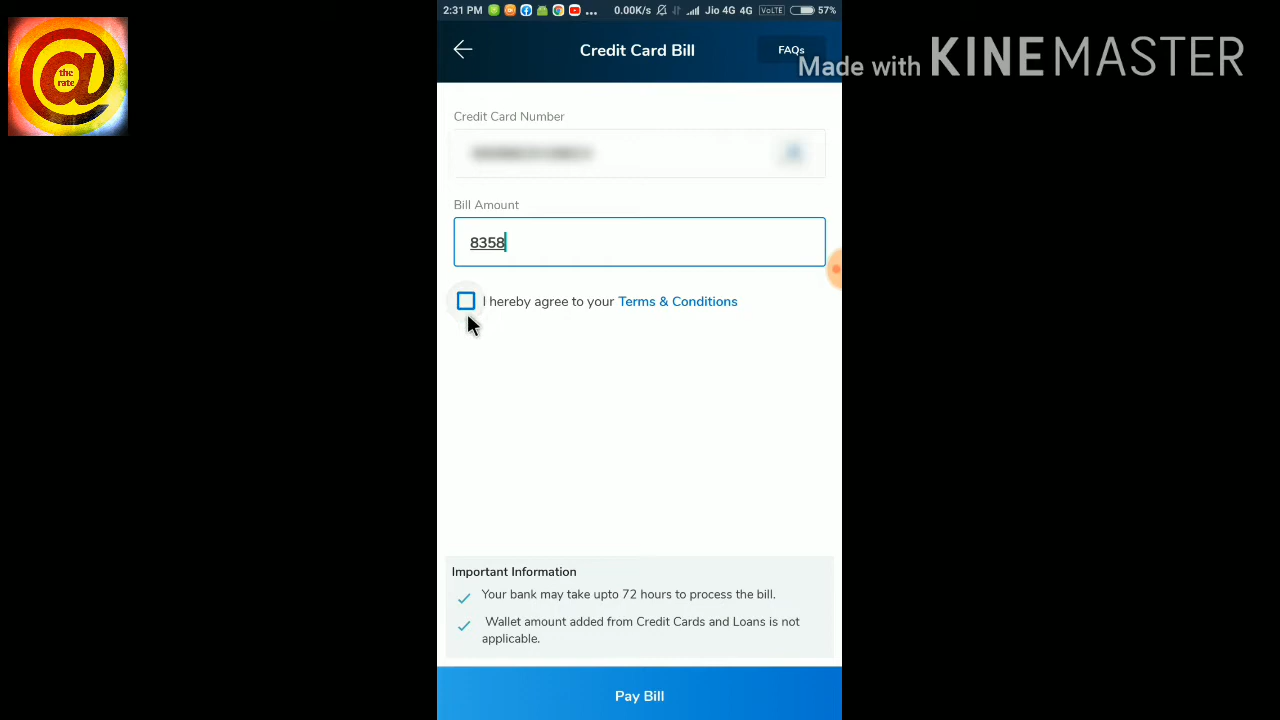 2:31 PM ... 0.00K/s Jio 4G 4G VoLTE 57%
the
rate
Credit Card Bill
FAQs
Made with KINEMASTER
Credit Card Number
Bill Amount
8358
I hereby agree to your Terms & Conditions
Important Information
Your bank may take upto 72 hours to process the bill.
Wallet amount added from Credit Cards and Loans is not
applicable.
Pay Bill